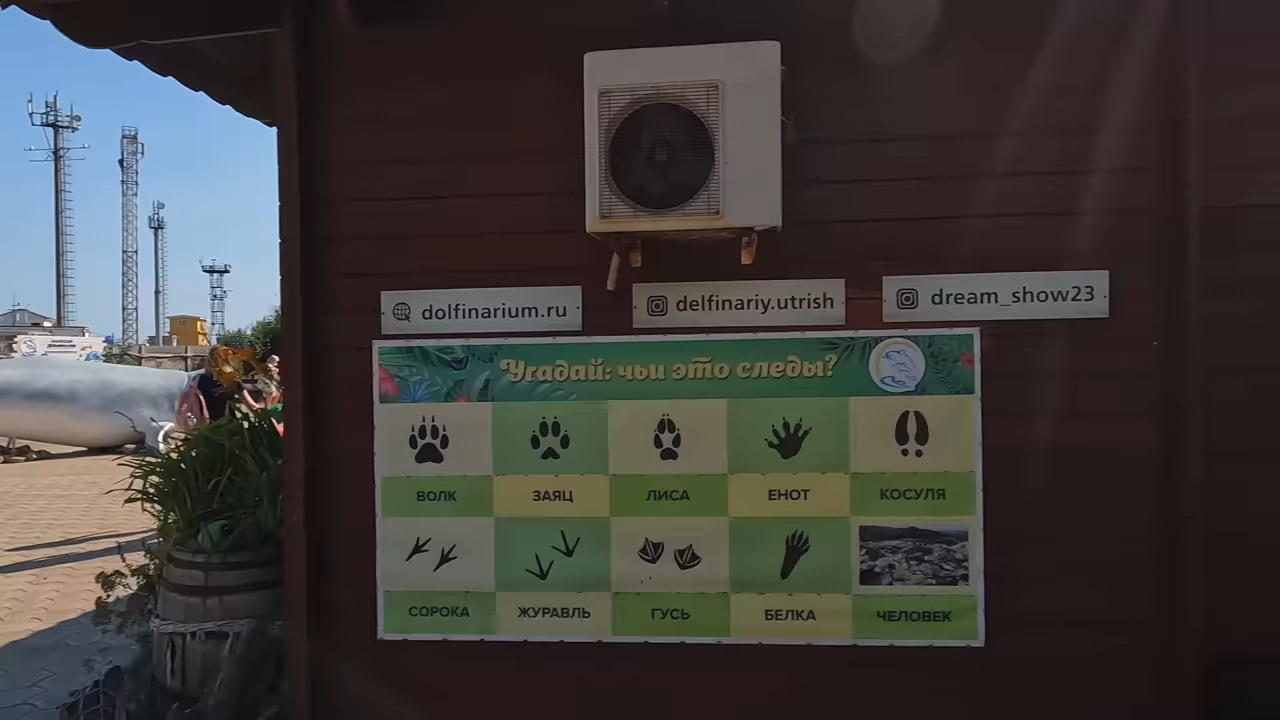 dolfinarium.ru
delfinariy.utrish
dream_show23
Угадай: чьи это следы?
ВОЛК
ЗАЯЦ
ЛИСА
ЕНОТ
КОСУЛЯ
СОРОКА
ЖУРАВЛЬ
ГУСЬ
БЕЛКА
ЧЕЛОВЕК